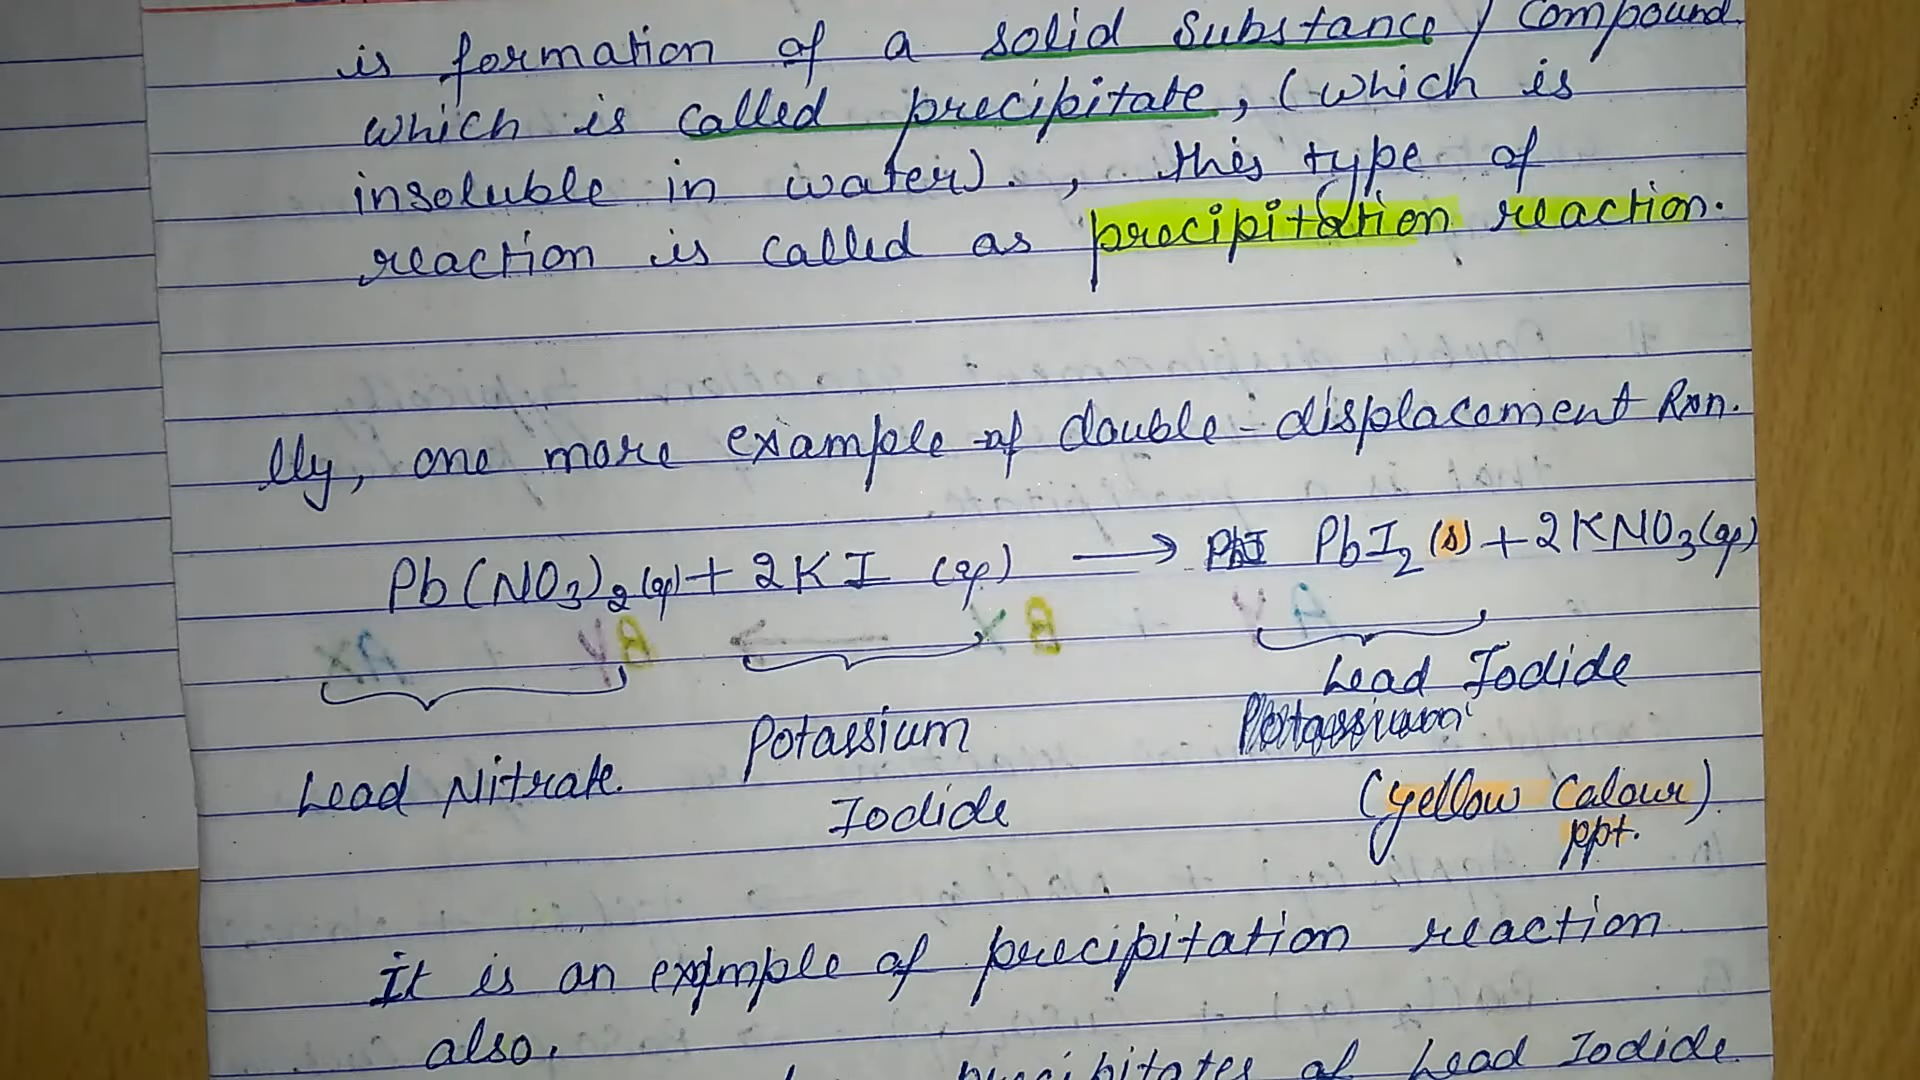 is formation of a solid substance / Compound
which is called precipitate, (which is
insoluble in water)., this type of
reaction is called as precipitation reaction.
lly, one more example of double-displacement Rxn.
Pb(NO3)2(aq) + 2KI (aq) → PbI PbI2(s) + 2KNO3(aq)
Lead Nitrate.
Potassium
Iodide
Lead Iodide
Potassium
(yellow Colour)
ppt.
It is an example of precipitation reaction
also.
precipitates of Lead Iodide